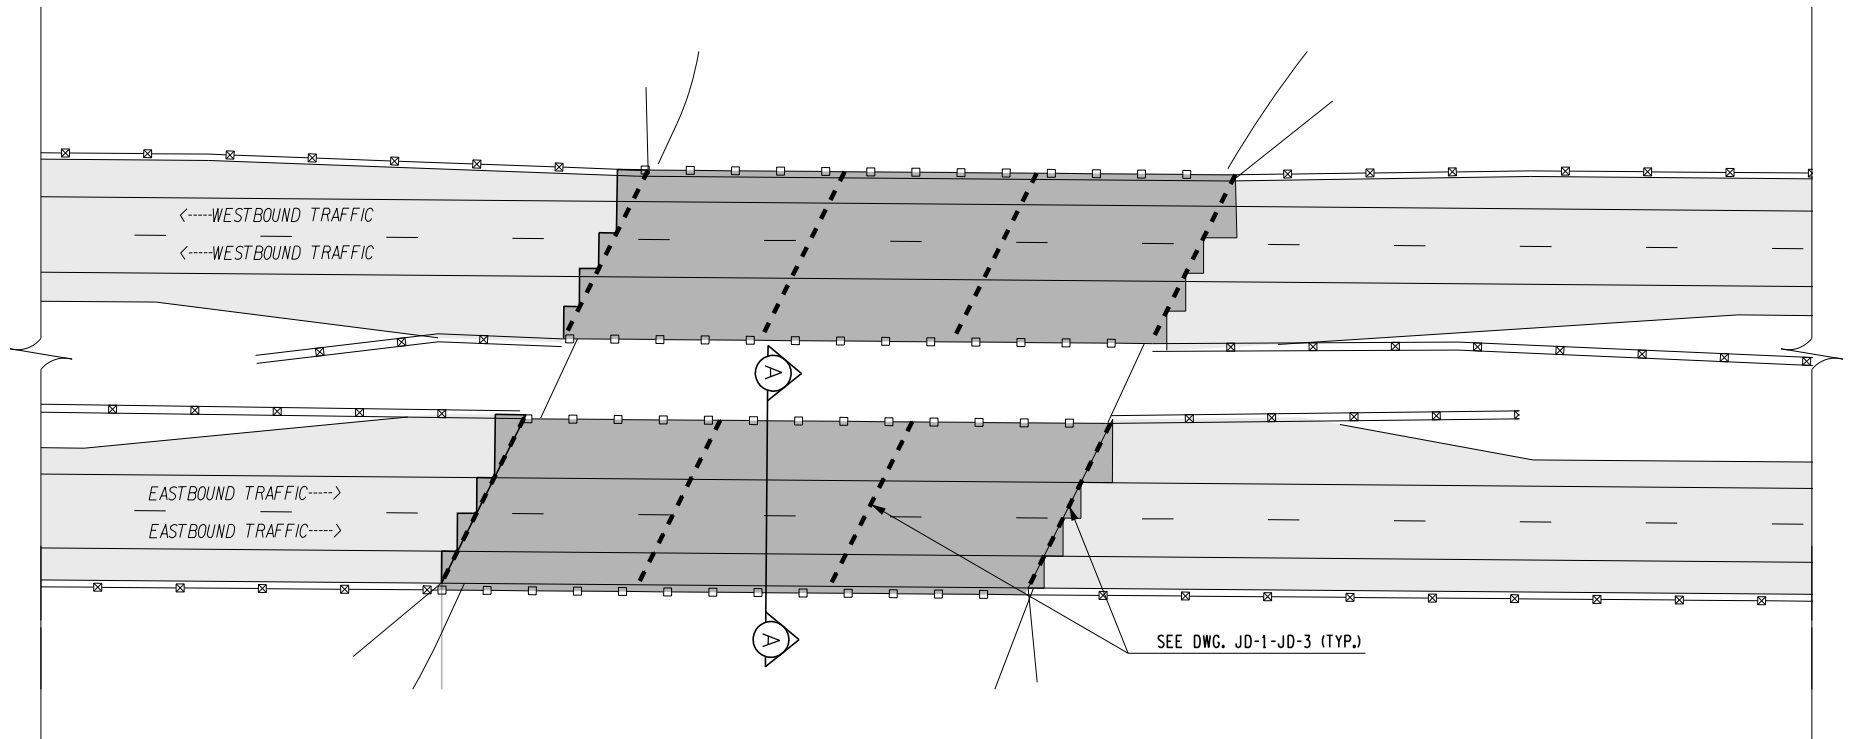 <----WESTBOUND TRAFFIC
<----WESTBOUND TRAFFIC
A
EASTBOUND TRAFFIC---->
EASTBOUND TRAFFIC---->
A
SEE DWG. JD-1-JD-3 (TYP.)